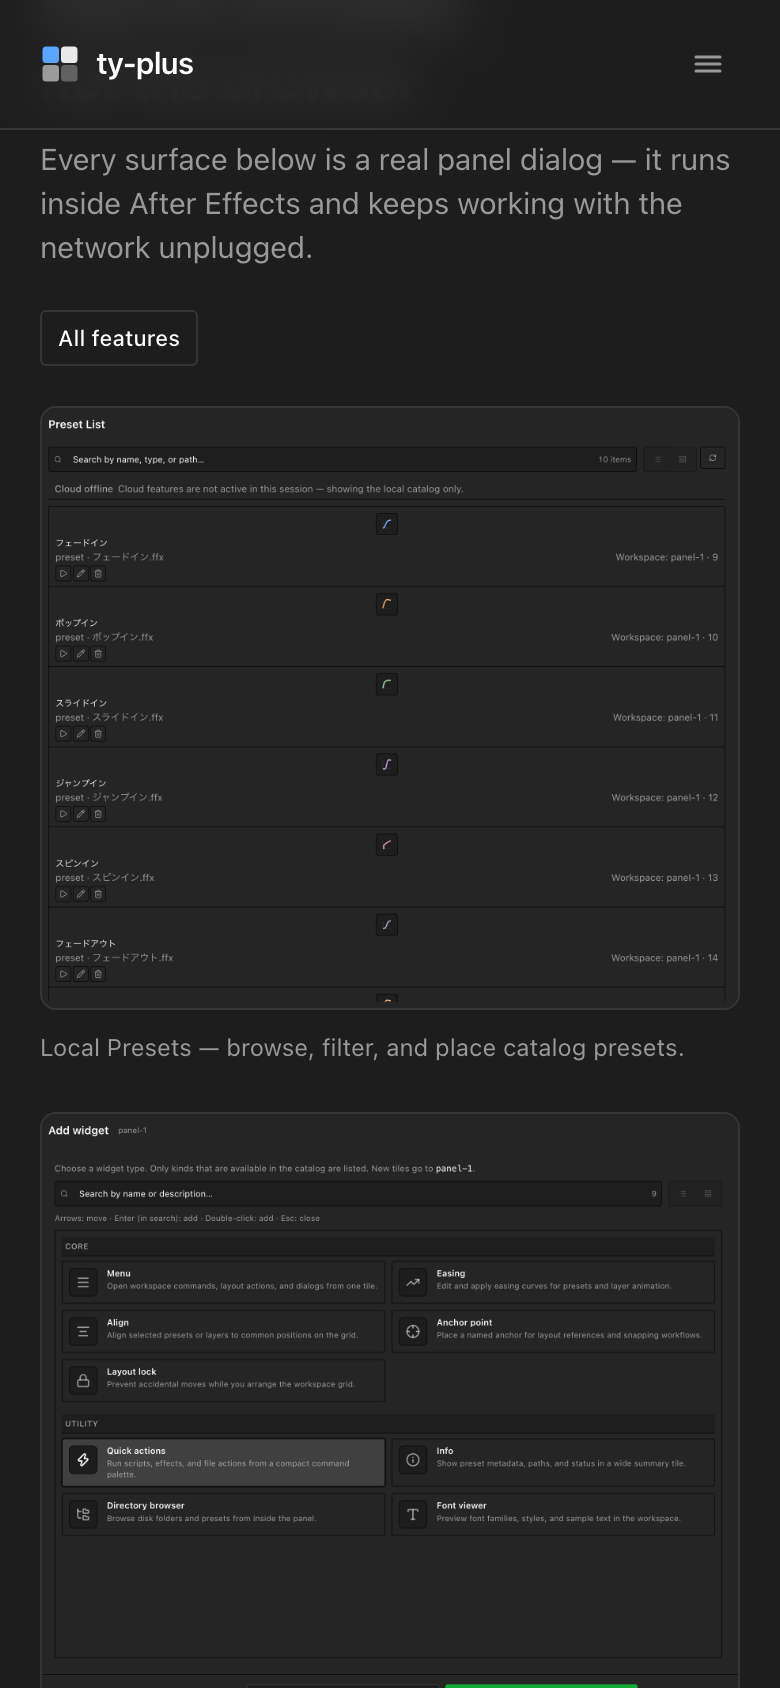 ty-plus
Every surface below is a real panel dialog — it runs
inside After Effects and keeps working with the
network unplugged.
All features
Preset List
Search by name, type, or path...
10 items
Cloud offline Cloud features are not active in this session — showing the local catalog only.
フェードイン
preset · フェードイン.ffx
Workspace: panel-1 · 9
ポップイン
preset · ポップイン.ffx
Workspace: panel-1 · 10
スライドイン
preset · スライドイン.ffx
Workspace: panel-1 · 11
ジャンプイン
preset · ジャンプイン.ffx
Workspace: panel-1 · 12
スピンイン
preset · スピンイン.ffx
Workspace: panel-1 · 13
フェードアウト
preset · フェードアウト.ffx
Workspace: panel-1 · 14
Local Presets — browse, filter, and place catalog presets.
Add widget panel-1
Choose a widget type. Only kinds that are available in the catalog are listed. New tiles go to panel-1.
Search by name or description...
9
Arrows: move · Enter (in search): add · Double-click: add · Esc: close
CORE
Menu
Open workspace commands, layout actions, and dialogs from one tile.
Easing
Edit and apply easing curves for presets and layer animation.
Align
Align selected presets or layers to common positions on the grid.
Anchor point
Place a named anchor for layout references and snapping workflows.
Layout lock
Prevent accidental moves while you arrange the workspace grid.
UTILITY
Quick actions
Run scripts, effects, and file actions from a compact command
palette.
Info
Show preset metadata, paths, and status in a wide summary tile.
Directory browser
Browse disk folders and presets from inside the panel.
Font viewer
Preview font families, styles, and sample text in the workspace.